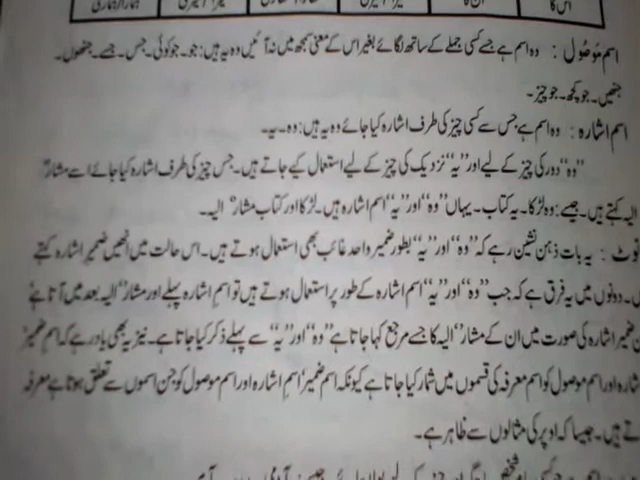 اس کا ان کا
اسم مَوصُول : وہ اسم ہے جسے کسی جملے کے ساتھ لگائے بغیر اس کے معنی سمجھ میں نہ آئیں وہ یہ ہیں: جو۔ جو کوئی۔ جس۔ جسے۔ جنھوں۔
جنھیں۔ جو کچھ۔ جو چیز۔
اسم اشارہ : وہ اسم ہے جس سے کسی چیز کی طرف اشارہ کیا جائے وہ یہ ہیں: وہ۔ یہ۔
”وہ“ دور کی چیز کے لیے اور ”یہ“ نزدیک کی چیز کے لیے استعمال کیے جاتے ہیں۔ جس چیز کی طرف اشارہ کیا جائے اسے مشارٌ
الیہ کہتے ہیں۔ جیسے: وہ لڑکا۔ یہ کتاب۔ یہاں ”وہ“ اور ”یہ“ اسم اشارہ ہیں۔ لڑکا اور کتاب مشارٌ الیہ۔
نوٹ : یہ بات ذہن نشین رہے کہ ”وہ“ اور ”یہ“ بطور ضمیر واحد غائب بھی استعمال ہوتے ہیں۔ اس حالت میں انھیں ضمیر اشارہ کہتے
ہیں۔ دونوں میں یہ فرق ہے کہ جب ”وہ“ اور ”یہ“ اسم اشارہ کے طور پر استعمال ہوتے ہیں تو اسم اشارہ پہلے اور مشارٌ الیہ بعد میں آتا ہے
ضمیر اشارہ کی صورت میں ان کے مشارٌ الیہ کا جسے مرجع کہا جاتا ہے ”وہ“ اور ”یہ“ سے پہلے ذکر کیا جاتا ہے۔ نیز یہ بھی یاد رہے کہ اسم ضمیر
اشارہ اور اسم موصول کو اسم معرفہ کی قسموں میں شمار کیا جاتا ہے کیونکہ اسم ضمیر، اسم اشارہ اور اسم موصول کو جن اسموں سے تعلق ہوتا ہے معرفہ
تے ہیں۔ جیسا کہ اوپر کی مثالوں سے ظاہر ہے۔